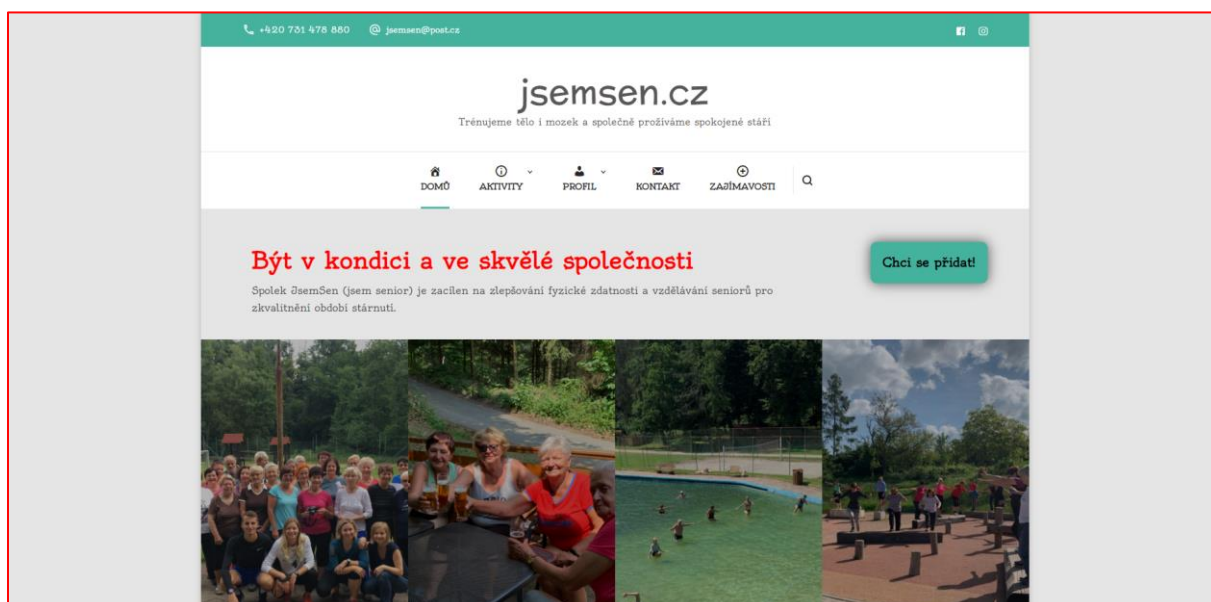 +420 731 478 880 jsemsen@post.cz
jsemsen.cz
Trénujeme tělo i mozek a společně prožíváme spokojené stáří
DOMŮ AKTIVITY PROFIL KONTAKT ZAJÍMAVOSTI
Být v kondici a ve skvělé společnosti
Chci se přidat!
Spolek JsemSen (jsem senior) je zacílen na zlepšování fyzické zdatnosti a vzdělávání seniorů pro
zkvalitnění období stárnutí.